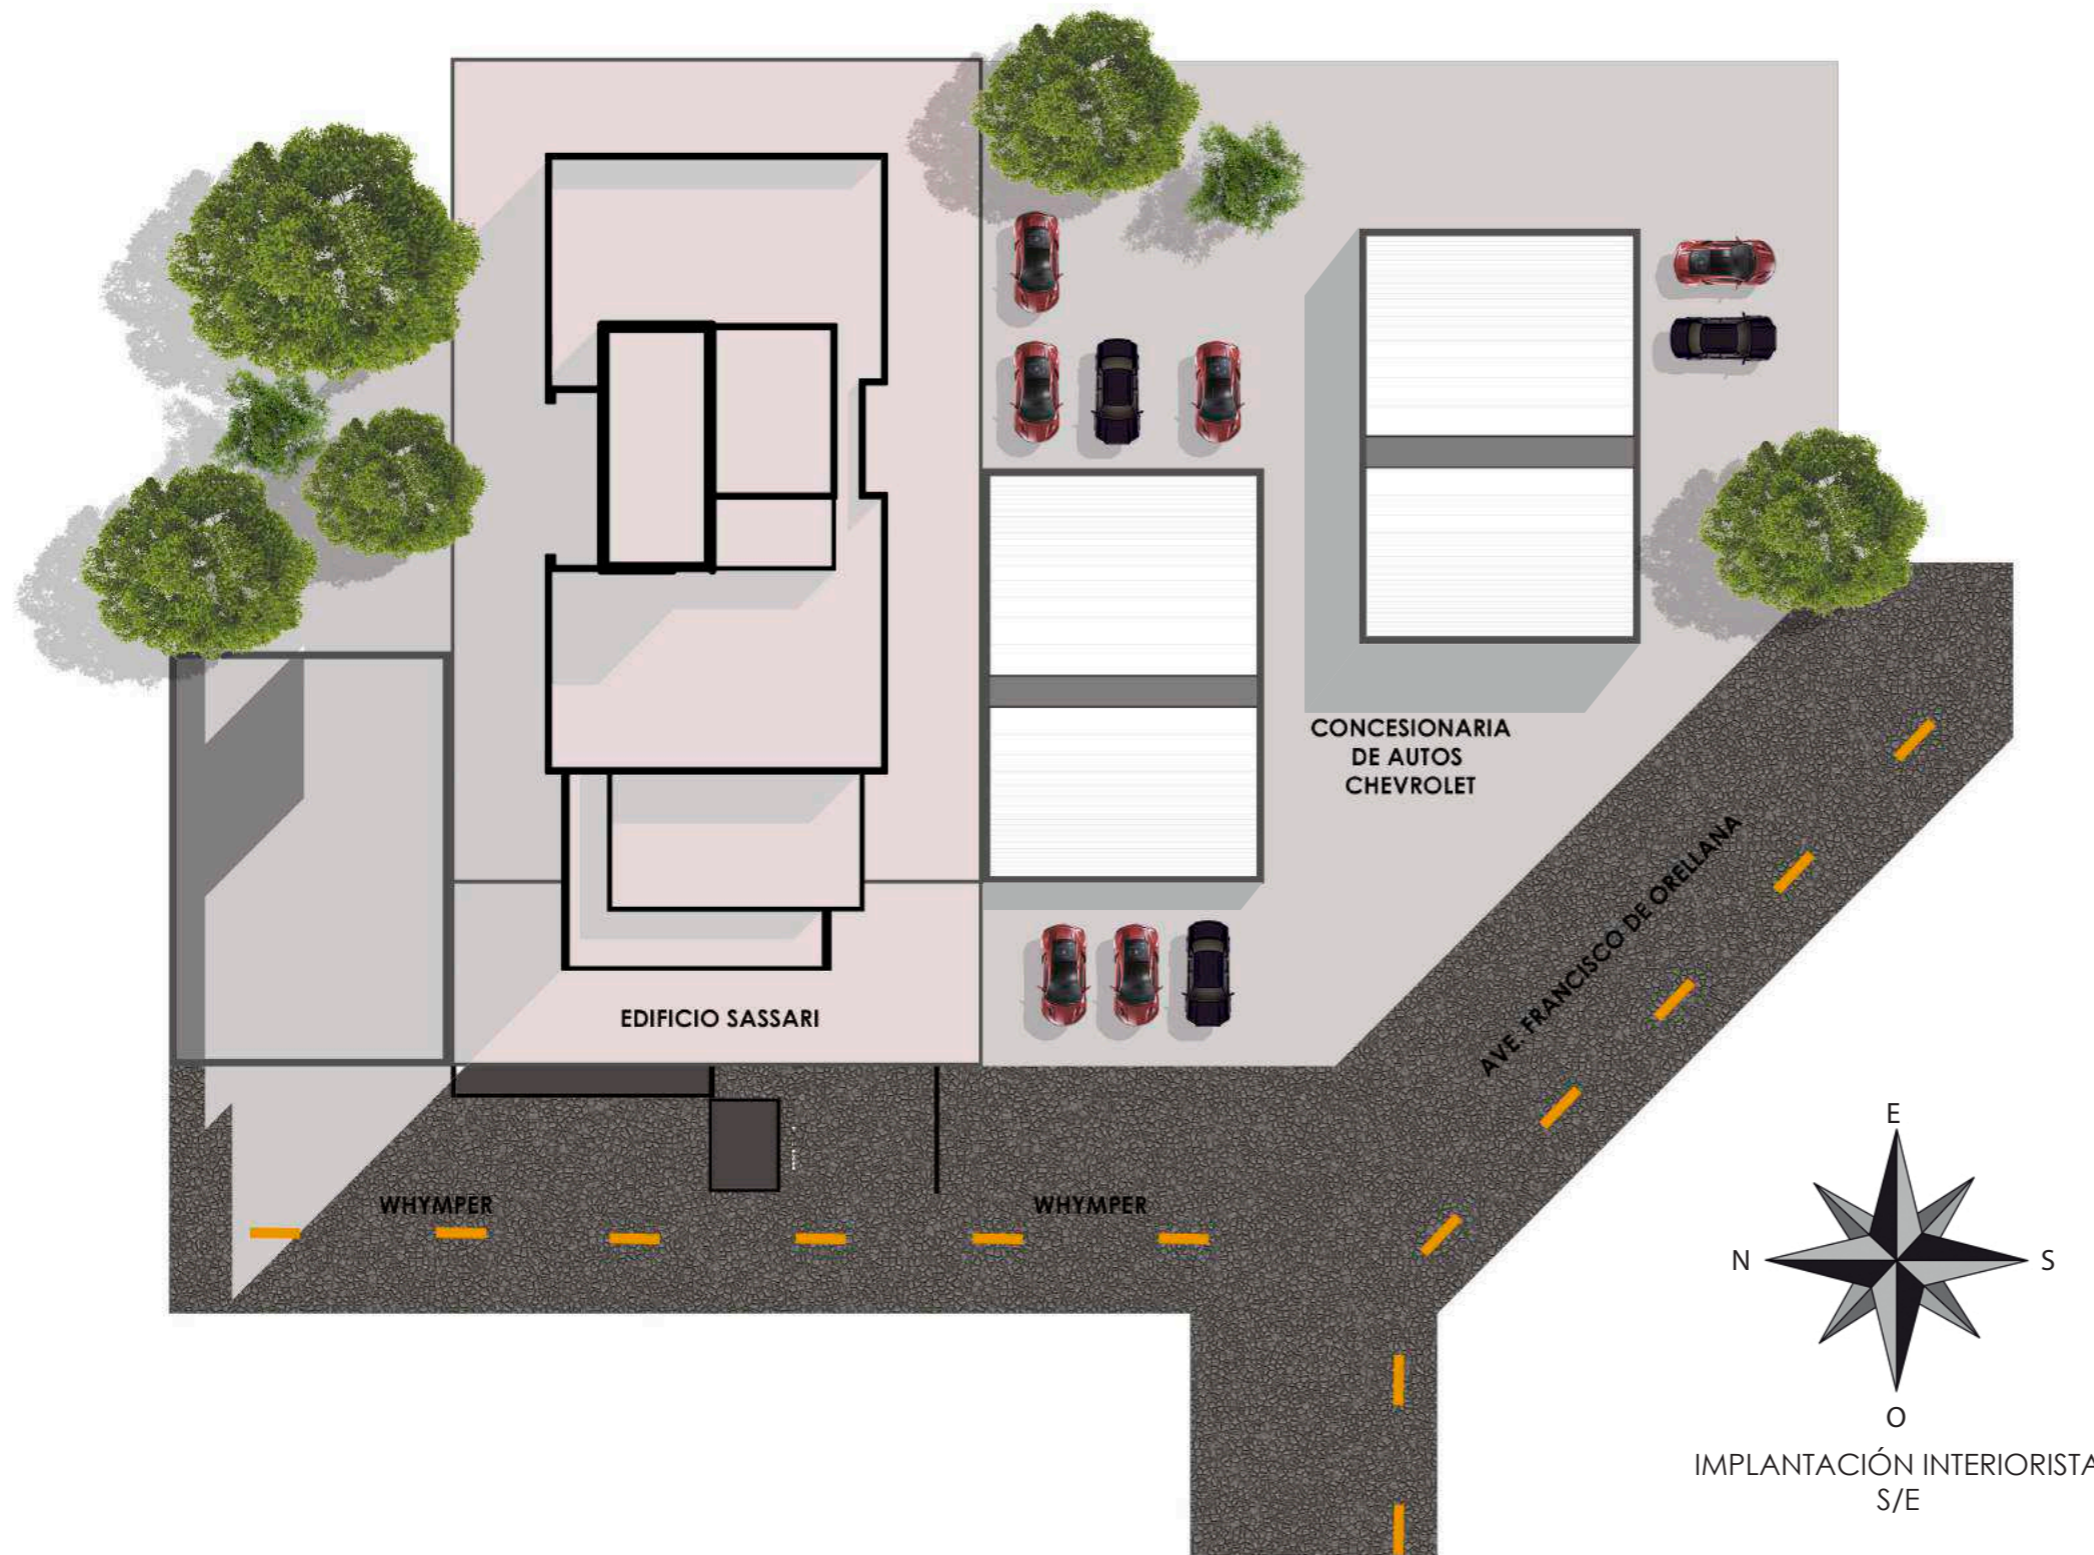 CONCESIONARIA
DE AUTOS
CHEVROLET
AVE. FRANCISCO DE ORELLANA
EDIFICIO SASSARI
WHYMPER
WHYMPER
E
N
S
O
IMPLANTACIÓN INTERIORISTA
S/E